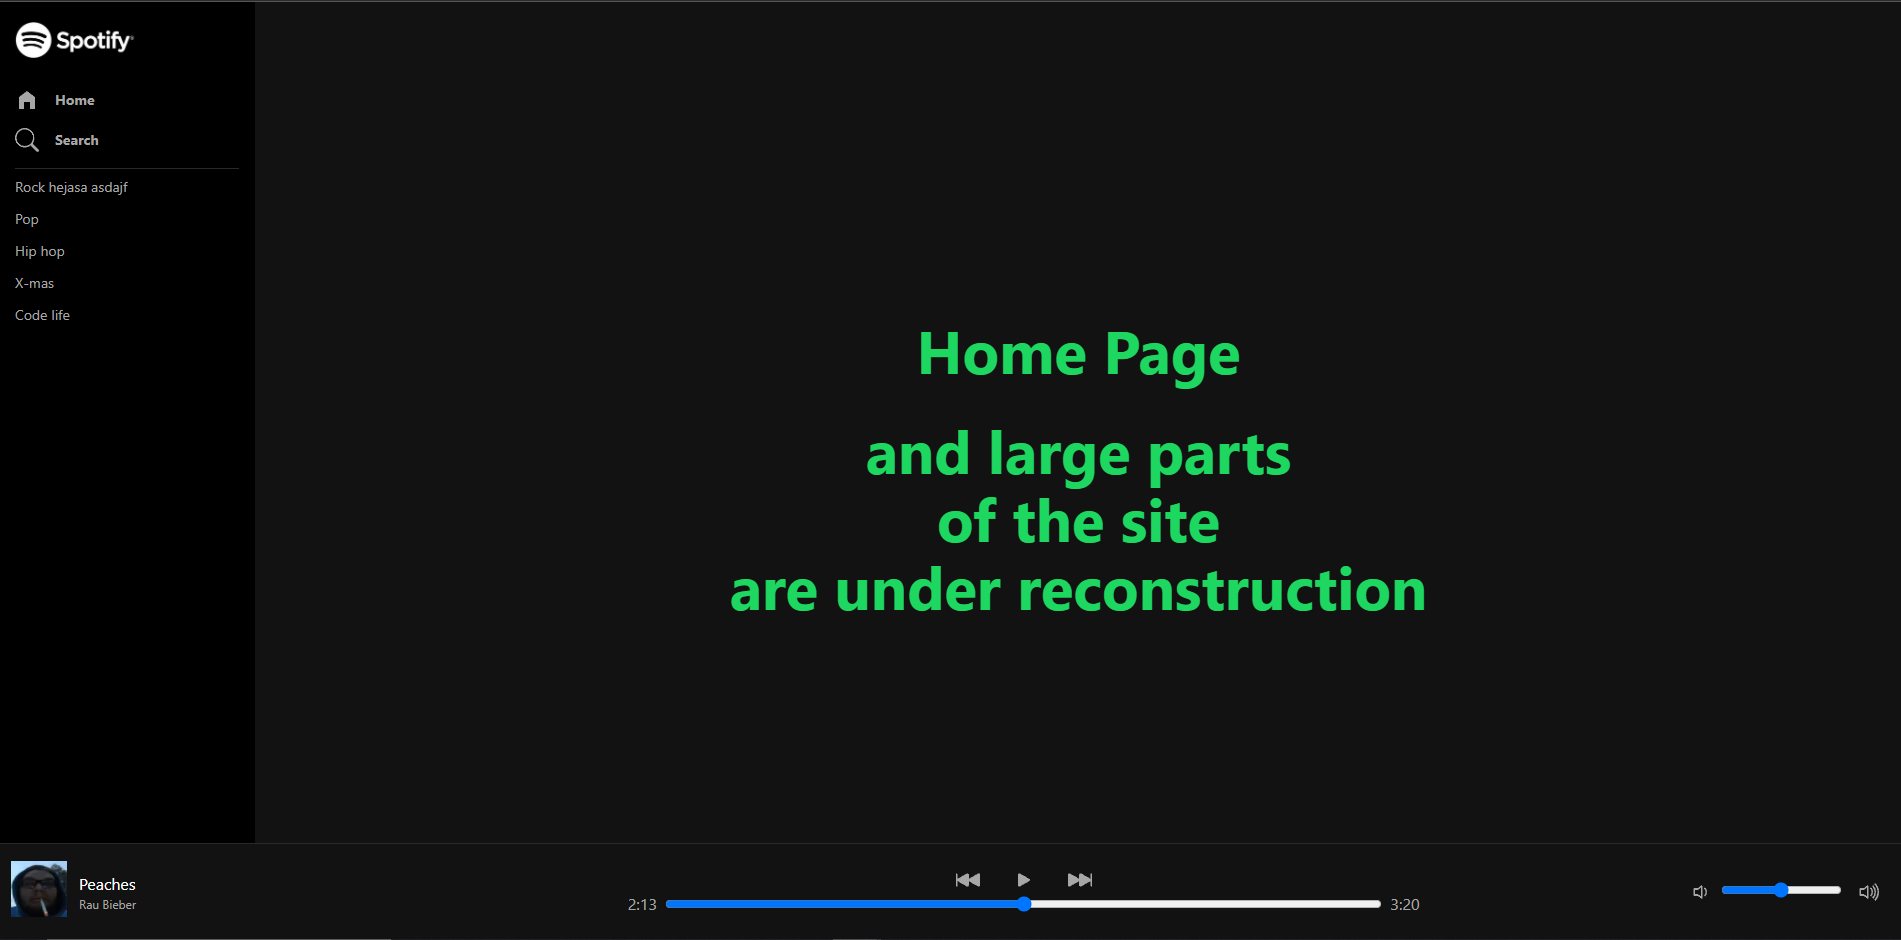 Spotify
Home
Search
Rock hejasa asdajf
Pop
Hip hop
X-mas
Code life
Home Page
and large parts
of the site
are under reconstruction
Peaches
Rau Bieber
2:13
3:20